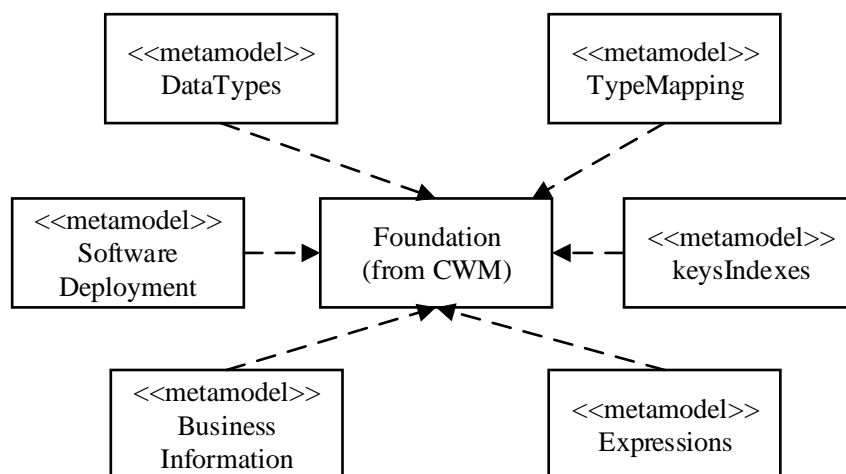 <<metamodel>>
DataTypes
<<metamodel>>
TypeMapping
<<metamodel>>
Software
Deployment
Foundation
(from CWM)
<<metamodel>>
keysIndexes
<<metamodel>>
Business
Information
<<metamodel>>
Expressions